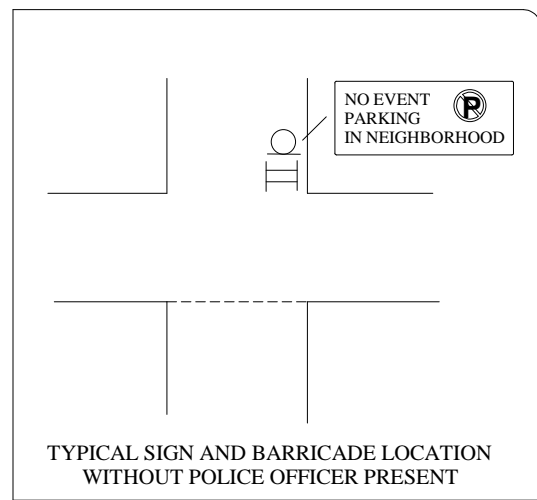 NO EVENT
PARKING
IN NEIGHBORHOOD
P
TYPICAL SIGN AND BARRICADE LOCATION
WITHOUT POLICE OFFICER PRESENT